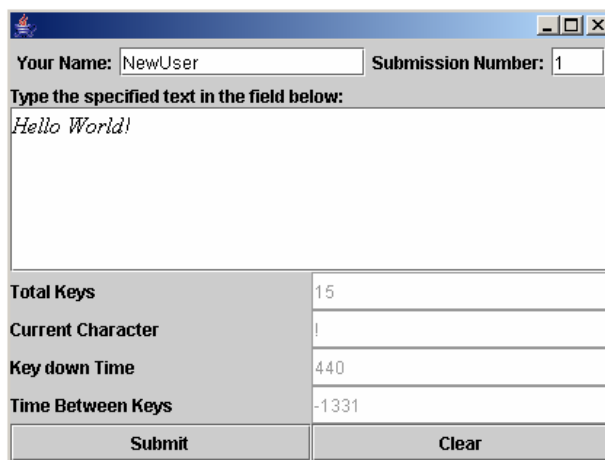 Your Name: NewUser Submission Number: 1
Type the specified text in the field below:
Hello World!
Total Keys 15
Current Character !
Key down Time 440
Time Between Keys -1331
Submit Clear